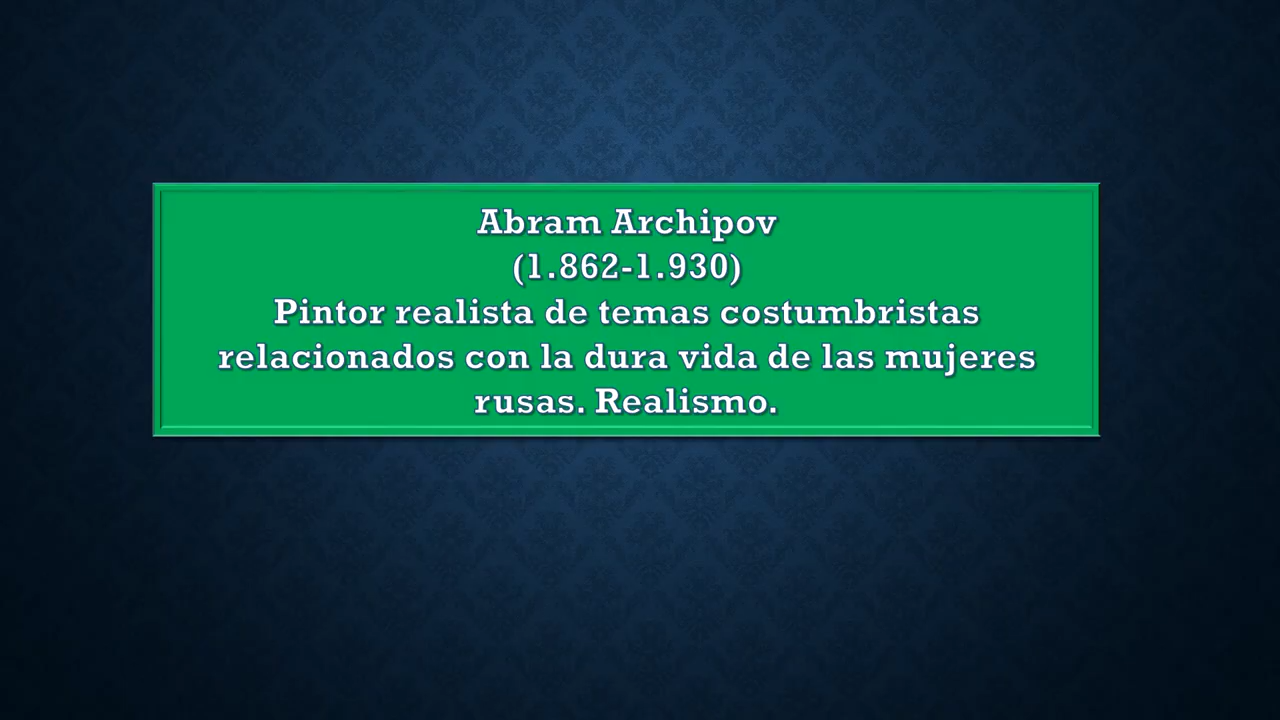 Abram Archipov
(1.862-1.930)
Pintor realista de temas costumbristas
relacionados con la dura vida de las mujeres
rusas. Realismo.